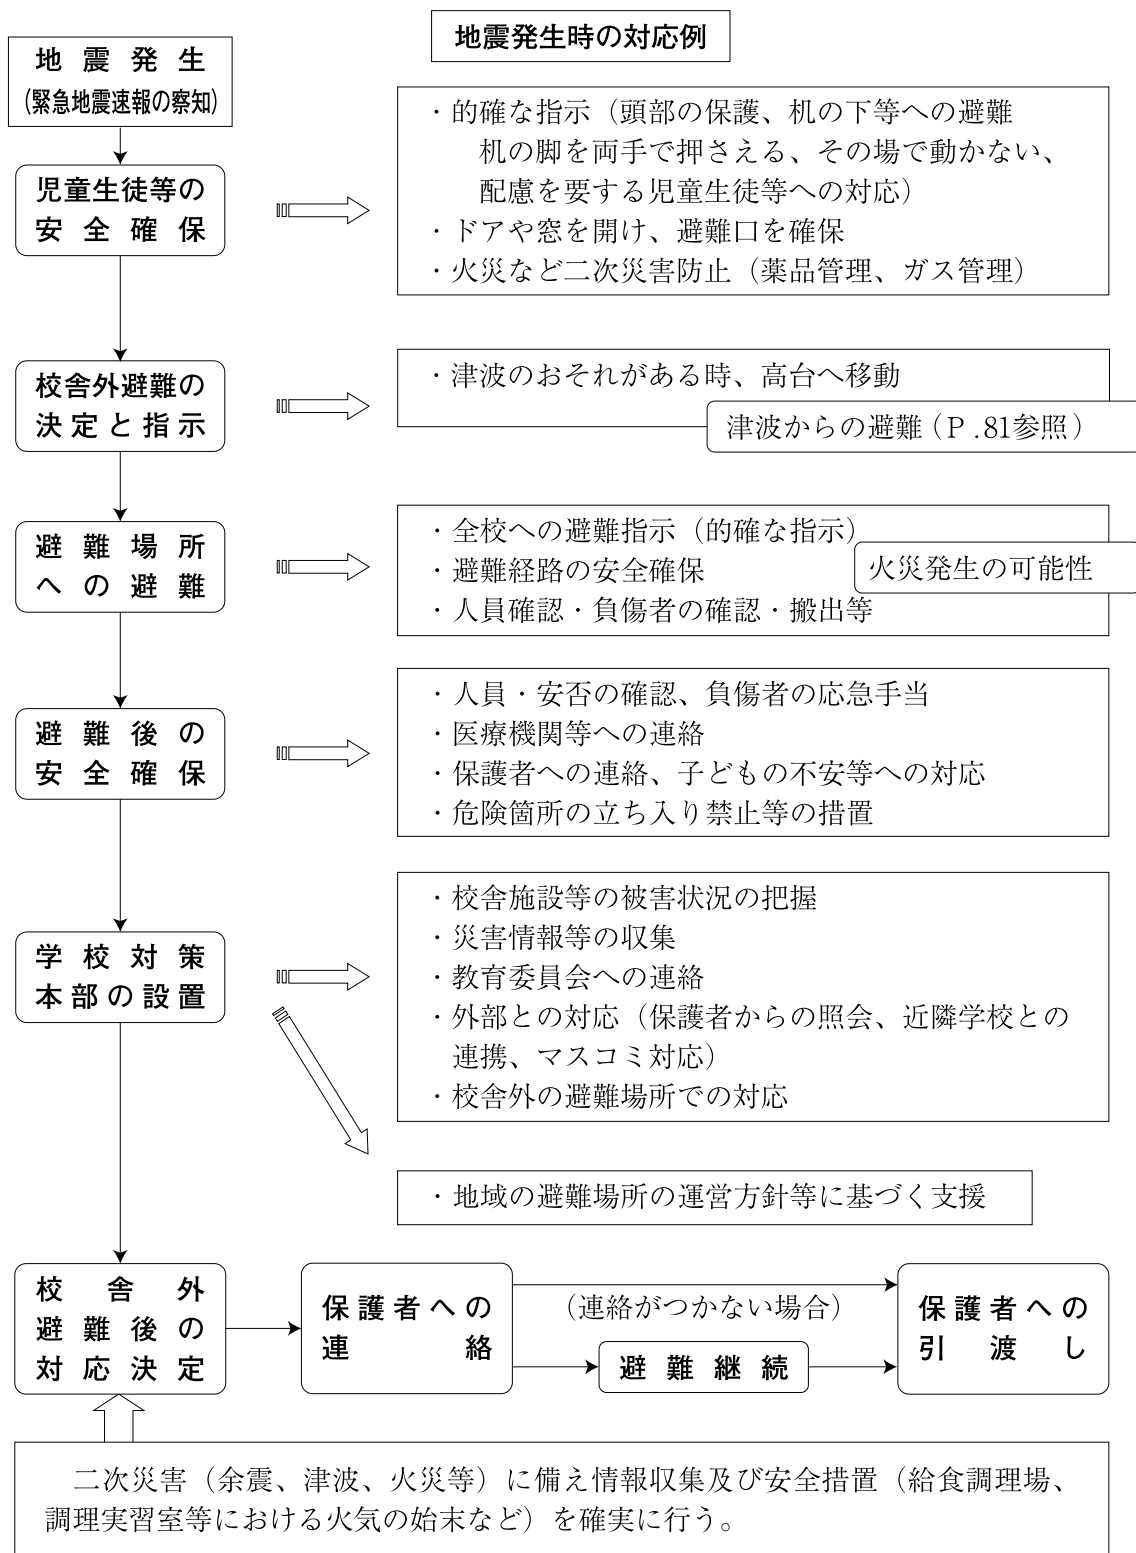 地震発生時の対応例
地震発生
（緊急地震速報の察知）
児童生徒等の
安全確保
・的確な指示（頭部の保護、机の下等への避難
机の脚を両手で押さえる、その場で動かない、
配慮を要する児童生徒等への対応）
・ドアや窓を開け、避難口を確保
・火災など二次災害防止（薬品管理、ガス管理）
校舎外避難の
決定と指示
・津波のおそれがある時、高台へ移動
津波からの避難（Ｐ.81参照）
避難場所
への避難
・全校への避難指示（的確な指示）
・避難経路の安全確保
・人員確認・負傷者の確認・搬出等
火災発生の可能性
避難後の
安全確保
・人員・安否の確認、負傷者の応急手当
・医療機関等への連絡
・保護者への連絡、子どもの不安等への対応
・危険箇所の立ち入り禁止等の措置
学校対策
本部の設置
・校舎施設等の被害状況の把握
・災害情報等の収集
・教育委員会への連絡
・外部との対応（保護者からの照会、近隣学校との
連携、マスコミ対応）
・校舎外の避難場所での対応
・地域の避難場所の運営方針等に基づく支援
校舎外
避難後の
対応決定
保護者への
連絡
（連絡がつかない場合）
避難継続
保護者への
引渡し
二次災害（余震、津波、火災等）に備え情報収集及び安全措置（給食調理場、
調理実習室等における火気の始末など）を確実に行う。